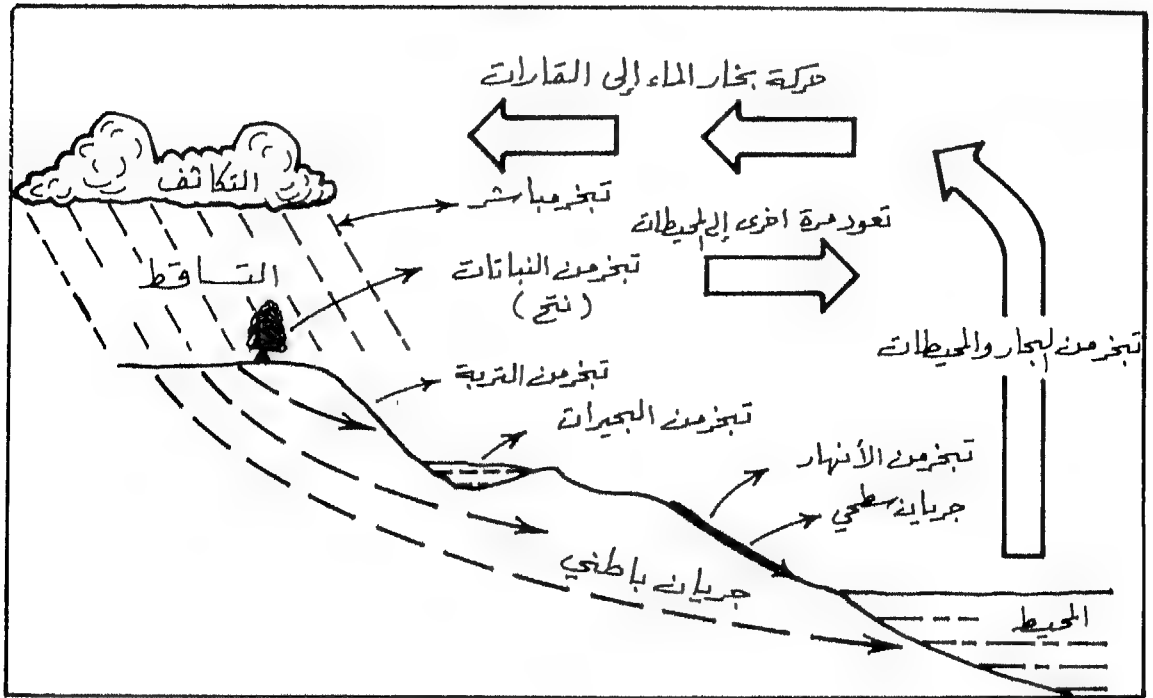 حركة بخار الماء إلى القارات
التكاثف
تبخر مباشر
تعود مرة اخرى إلى المحيطات
التساقط
تبخر من النباتات
(نتح)
تبخر من البحار والمحيطات
تبخر من التربة
تبخر من البحيرات
تبخر من الأنهار
جريان سطحي
جريان باطني
المحيط